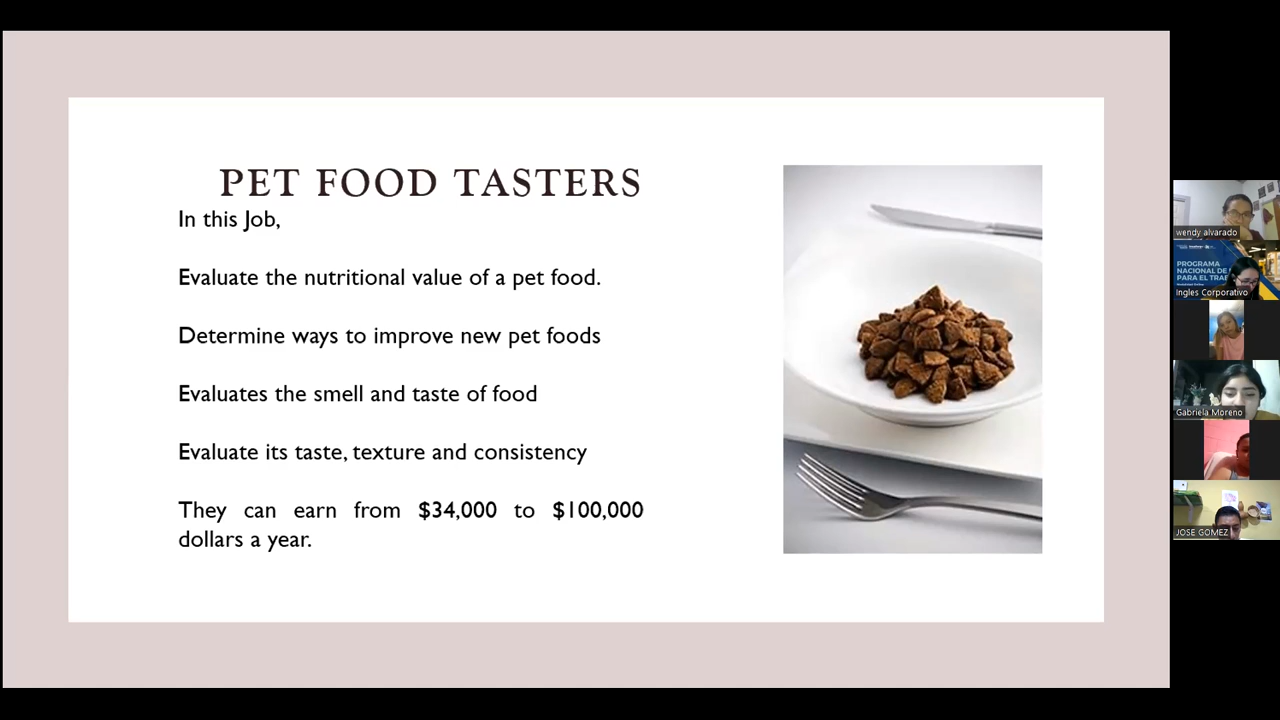 PET FOOD TASTERS
In this Job,
Evaluate the nutritional value of a pet food.
Determine ways to improve new pet foods
Evaluates the smell and taste of food
Evaluate its taste, texture and consistency
They can earn from $34,000 to $100,000
dollars a year.
wendy alvarado
PROGRAMA
NACIONAL DE
PARA EL TRA
Ingles Corporativo
Gabriela Moreno
JOSE GOMEZ